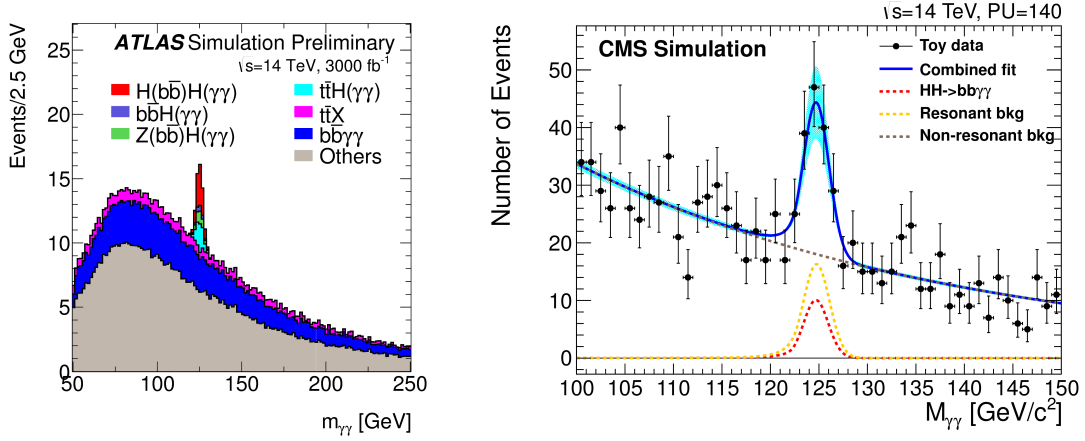 Events/2.5 GeV
25
20
15
10
5
0
ATLAS Simulation Preliminary
√s=14 TeV, 3000 fb⁻¹
H(bb̄)H(γγ)
bb̄H(γγ)
Z(bb̄)H(γγ)
tt̄H(γγ)
tt̄X
bb̄γγ
Others
50 100 150 200 250
mγγ [GeV]
√s=14 TeV, PU=140
Number of Events
50
40
30
20
10
0
CMS Simulation
Toy data
Combined fit
HH->bbγγ
Resonant bkg
Non-resonant bkg
100 105 110 115 120 125 130 135 140 145 150
Mγγ [GeV/c²]